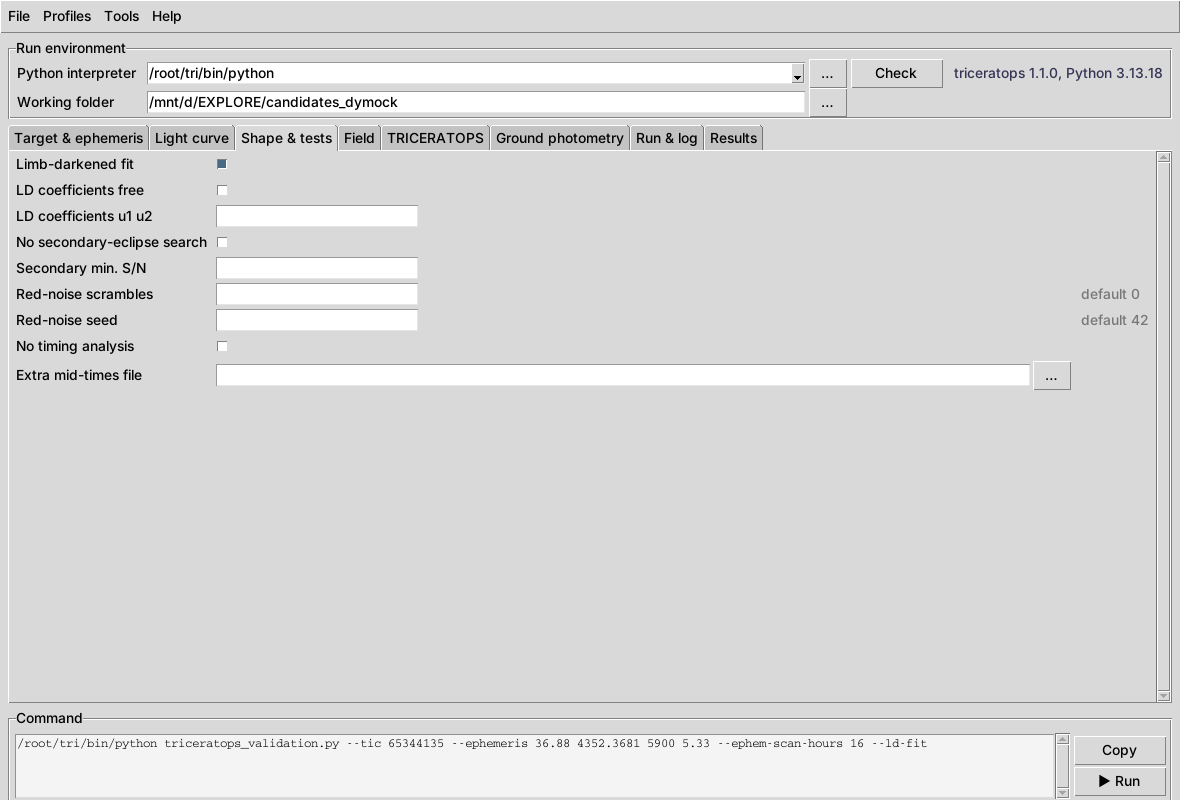 File Profiles Tools Help
Run environment
Python interpreter /root/tri/bin/python ... Check triceratops 1.1.0, Python 3.13.18
Working folder /mnt/d/EXPLORE/candidates_dymock ...
Target & ephemeris Light curve Shape & tests Field TRICERATOPS Ground photometry Run & log Results
Limb-darkened fit
LD coefficients free
LD coefficients u1 u2
No secondary-eclipse search
Secondary min. S/N
Red-noise scrambles default 0
Red-noise seed default 42
No timing analysis
Extra mid-times file ...
Command
/root/tri/bin/python triceratops_validation.py --tic 65344135 --ephemeris 36.88 4352.3681 5900 5.33 --ephem-scan-hours 16 --ld-fit
Copy
▶ Run